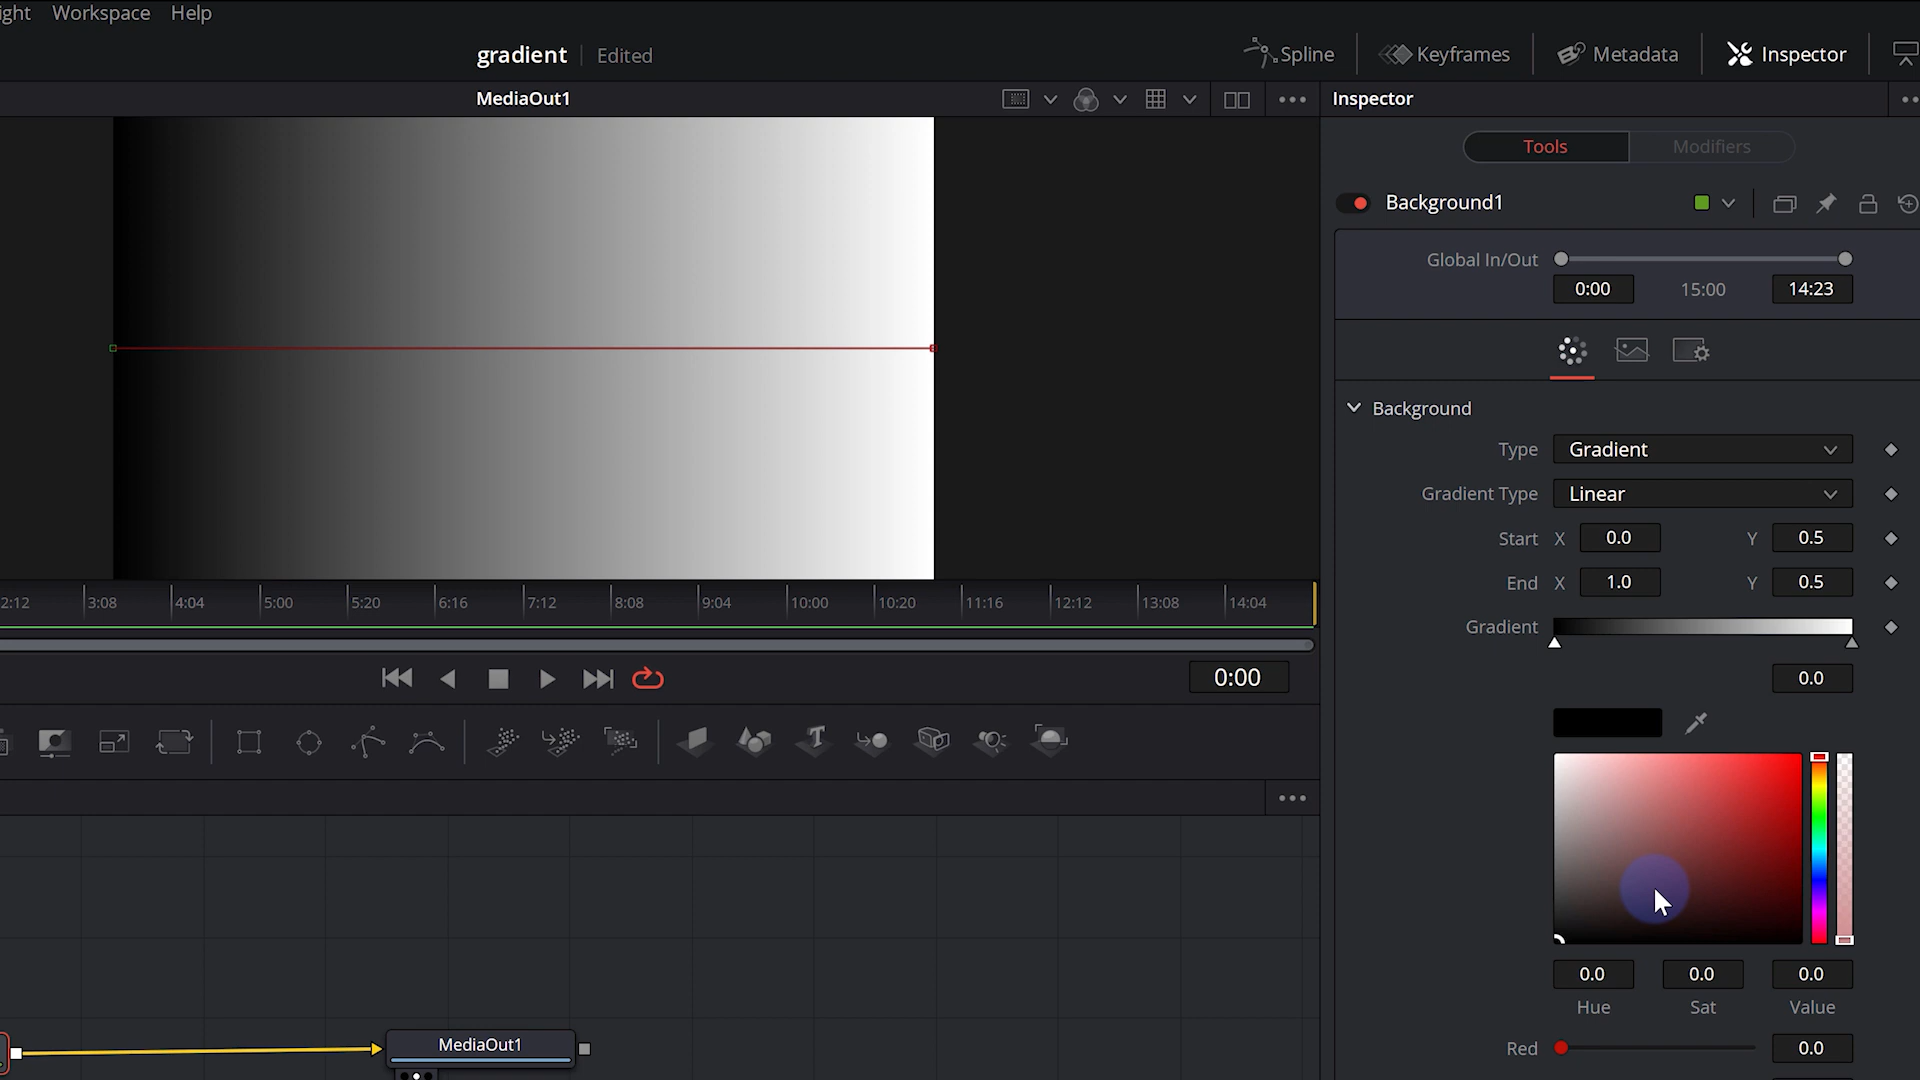 ight Workspace Help
gradient Edited
Spline Keyframes Metadata Inspector
MediaOut1
Inspector
Tools Modifiers
Background1
Global In/Out
0:00 15:00 14:23
Background
Type Gradient
Gradient Type Linear
Start X 0.0 Y 0.5
End X 1.0 Y 0.5
Gradient
0.0
2:12 3:08 4:04 5:00 5:20 6:16 7:12 8:08 9:04 10:00 10:20 11:16 12:12 13:08 14:04
0:00
0.0 0.0 0.0
Hue Sat Value
Red 0.0
MediaOut1